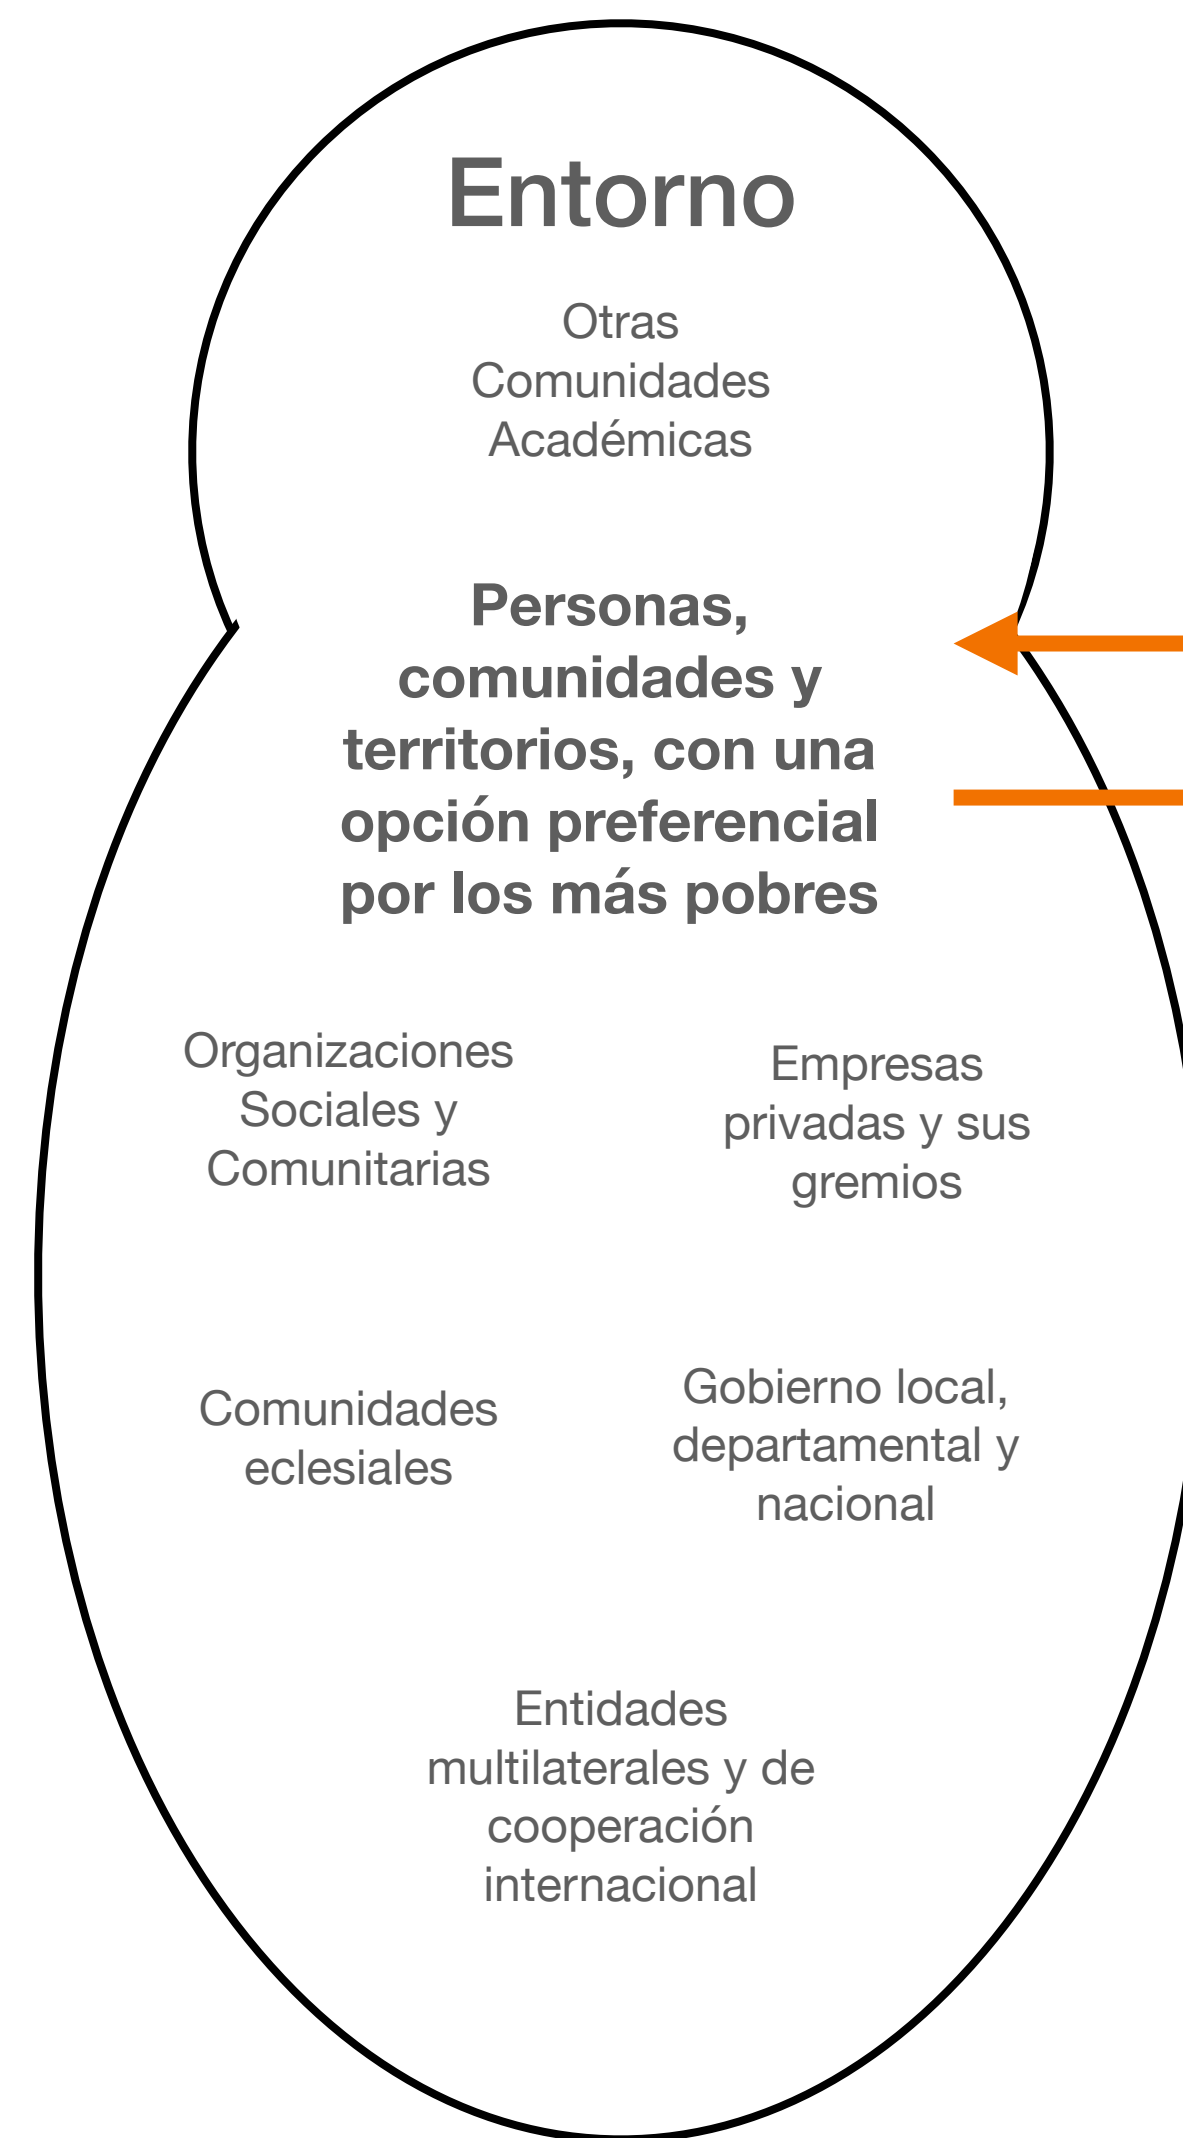 Entorno
Otras
Comunidades
Académicas
Personas,
comunidades y
territorios, con una
opción preferencial
por los más pobres
Organizaciones
Sociales y
Comunitarias
Empresas
privadas y sus
gremios
Comunidades
eclesiales
Gobierno local,
departamental y
nacional
Entidades
multilaterales y de
cooperación
internacional